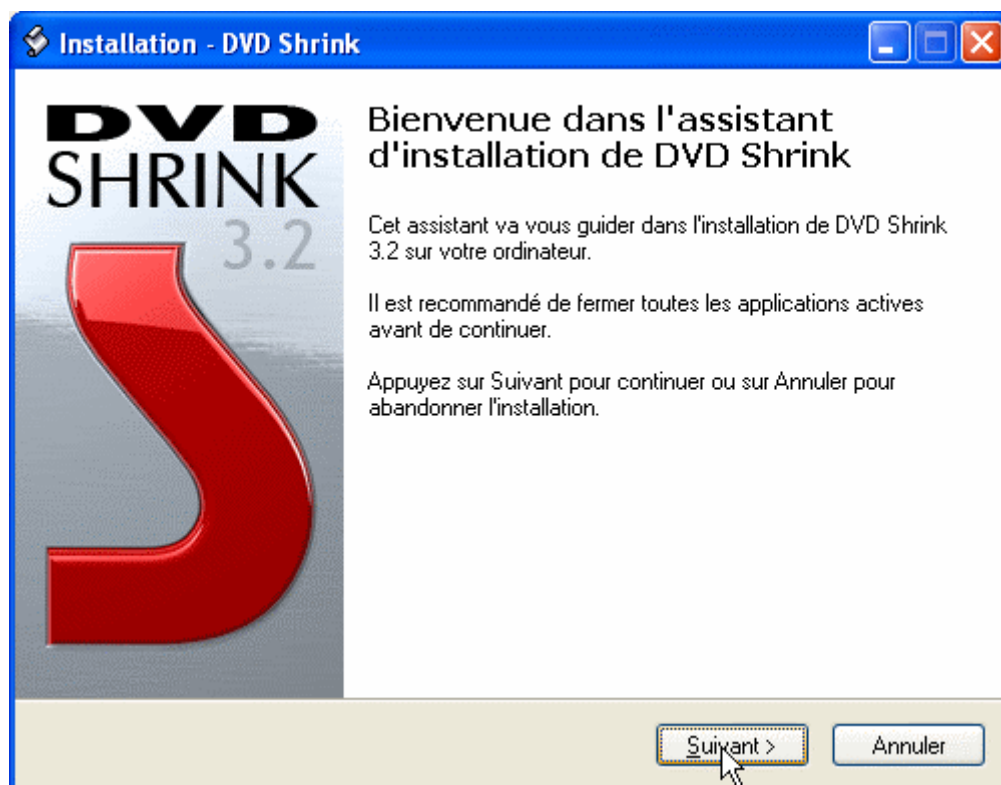 Installation - DVD Shrink
DVD
SHRINK
3.2
Bienvenue dans l'assistant
d'installation de DVD Shrink
Cet assistant va vous guider dans l'installation de DVD Shrink
3.2 sur votre ordinateur.
Il est recommandé de fermer toutes les applications actives
avant de continuer.
Appuyez sur Suivant pour continuer ou sur Annuler pour
abandonner l'installation.
Suivant >
Annuler